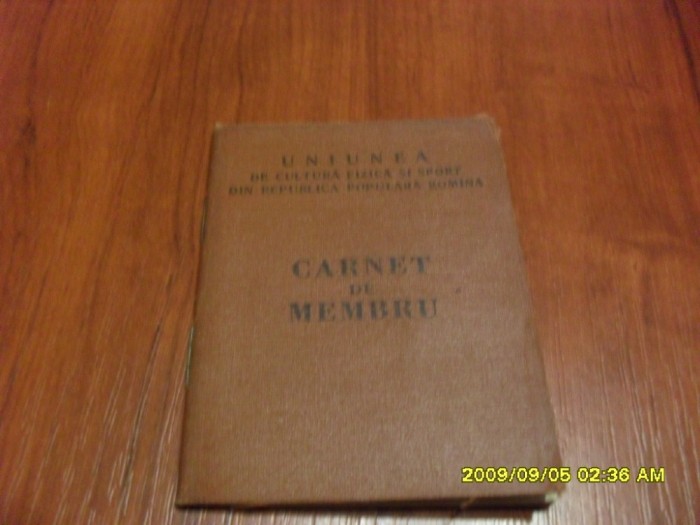 UNIUNEA
DE CULTURĂ FIZICĂ ȘI SPORT
DIN REPUBLICA POPULARĂ ROMÎNĂ
CARNET
DE
MEMBRU
2009/09/05 02:36 AM